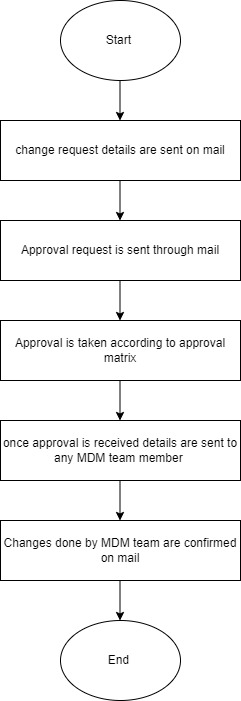 Start
change request details are sent on mail
Approval request is sent through mail
Approval is taken according to approval
matrix
once approval is received details are sent to
any MDM team member
Changes done by MDM team are confirmed
on mail
End